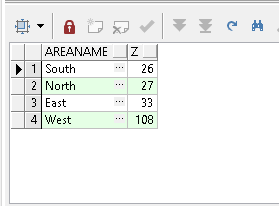 AREANAME Z
1 South ... 26
2 North ... 27
3 East ... 33
4 West ... 108